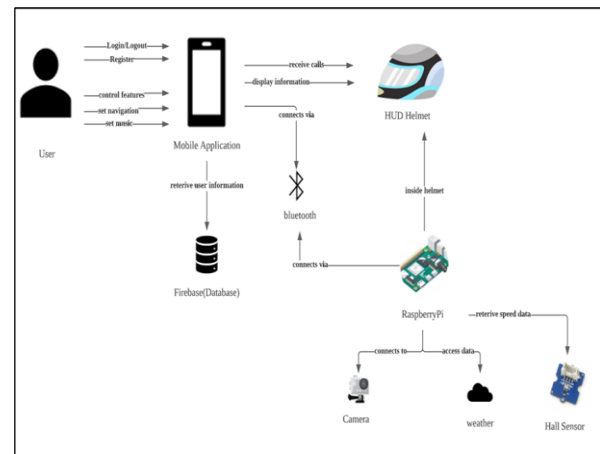 Login/Logout
Register
control features
set navigation
set music
User
Mobile Application
receive calls
display information
HUD Helmet
connects via
reterive user information
bluetooth
inside helmet
connects via
Firebase(Database)
RaspberryPi
reterive speed data
connects to
access data
Camera
weather
Hall Sensor